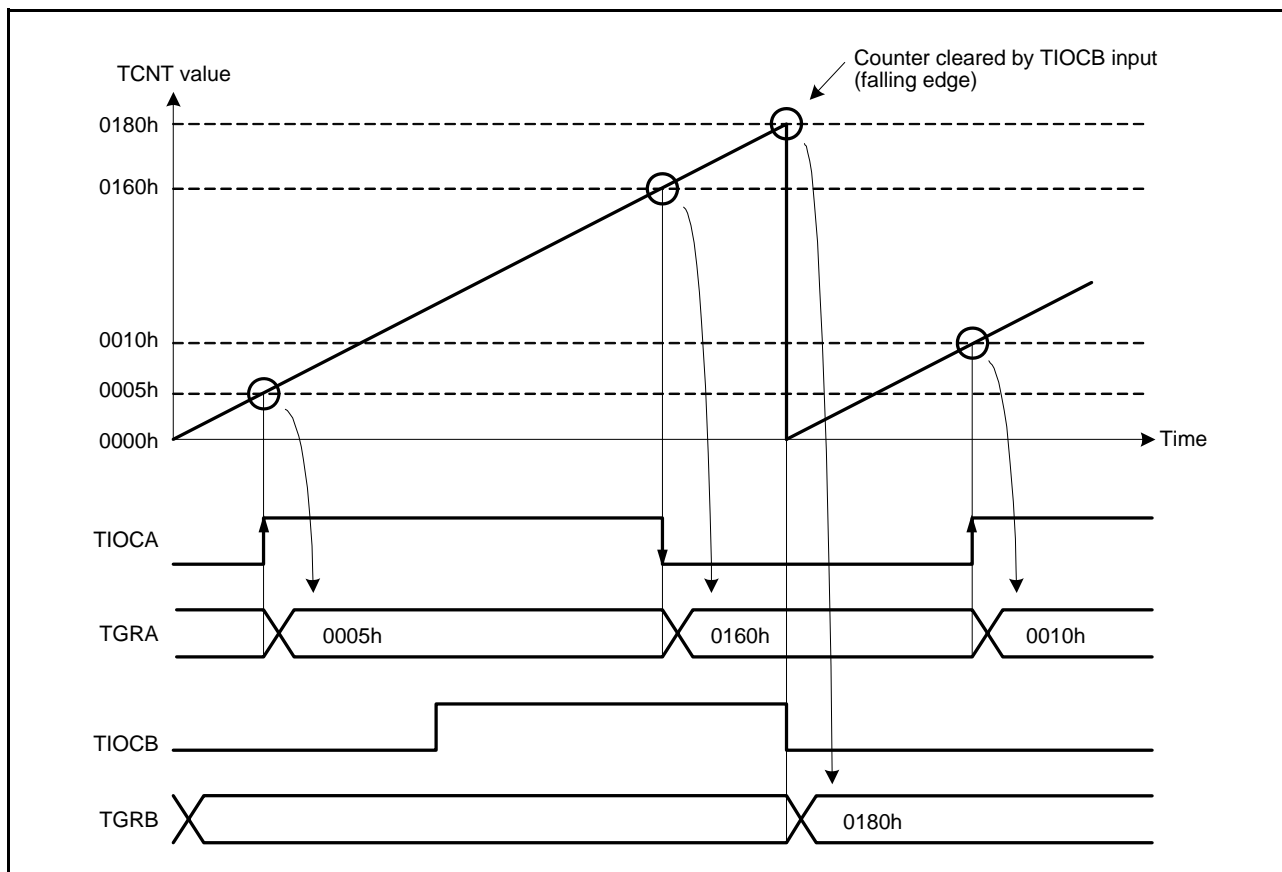 Counter cleared by TIOCB input
(falling edge)
TCNT value
0180h
0160h
0010h
0005h
0000h
Time
TIOCA
TGRA
0005h
0160h
0010h
TIOCB
TGRB
0180h